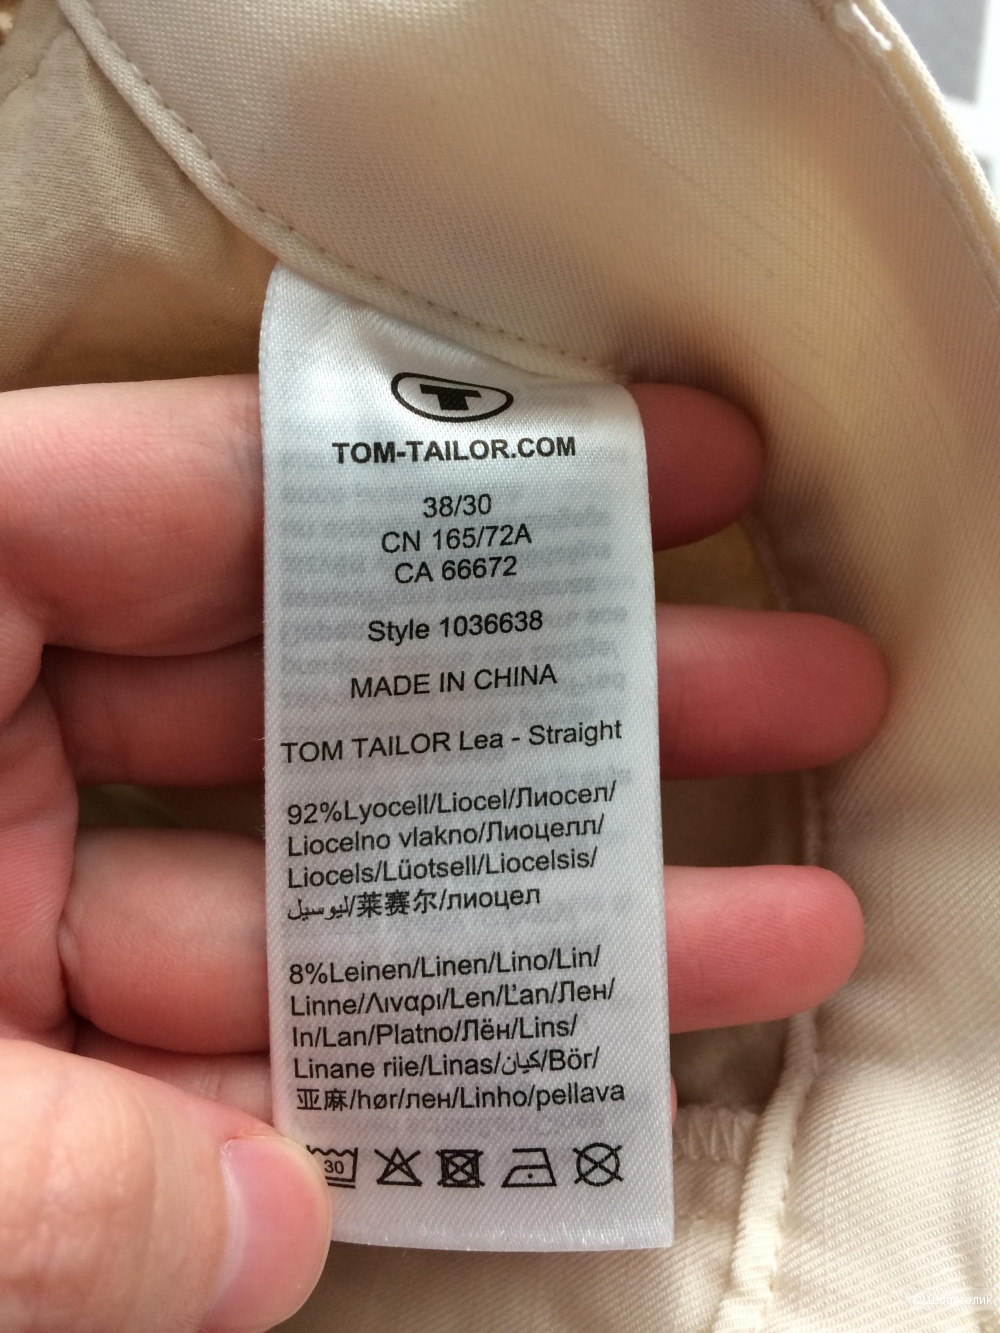 T
TOM-TAILOR.COM
38/30
CN 165/72A
CA 66672
Style 1036638
MADE IN CHINA
TOM TAILOR Lea - Straight
92%Lyocell/Liocel/Лиосел/
Liocelno vlakno/Лиоцелл/
Liocels/Lüotsell/Liocelsis/
ليوسيل/莱赛尔/лиоцел
8%Leinen/Linen/Lino/Lin/
Linne/Λιναρι/Len/Ľan/Лен/
In/Lan/Platno/Лён/Lins/
Linane riie/Linas/كيان/Bör/
亚麻/hør/лен/Linho/pellava
30